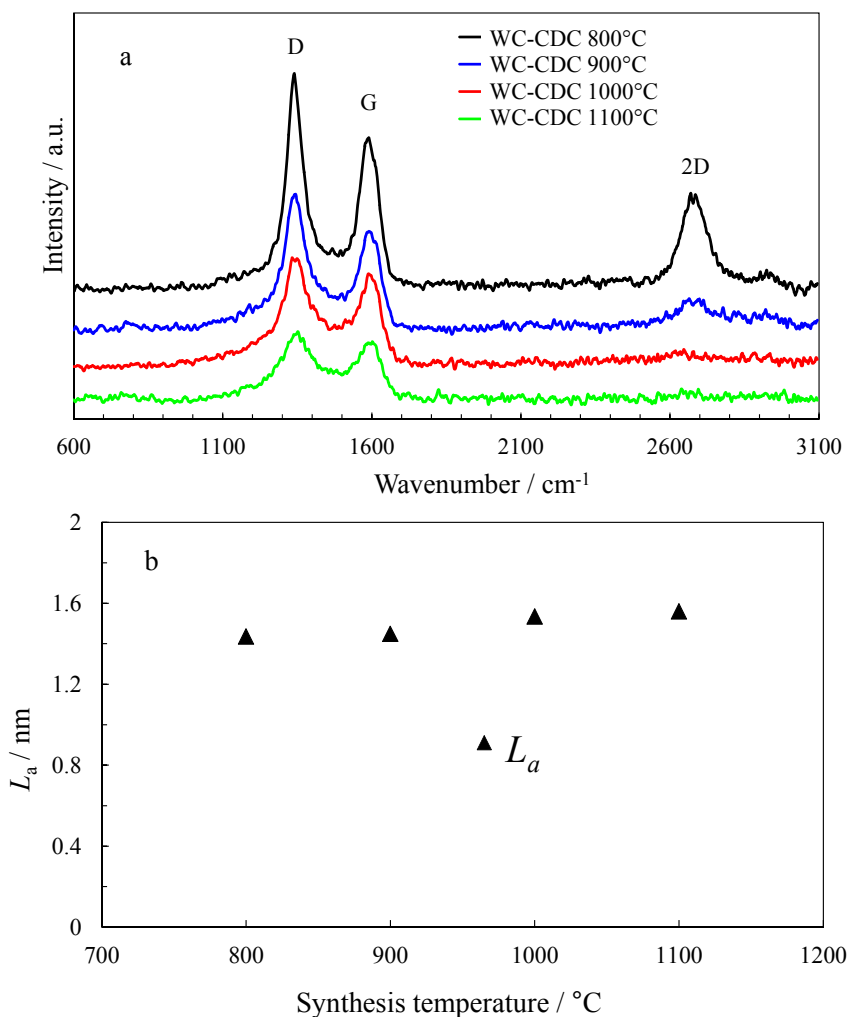 a
D
G
2D
WC-CDC 800°C
WC-CDC 900°C
WC-CDC 1000°C
WC-CDC 1100°C
Intensity / a.u.
600 1100 1600 2100 2600 3100
Wavenumber / cm⁻¹
b
2
1.6
1.2
0.8
0.4
0
Lₐ / nm
▲ Lₐ
700 800 900 1000 1100 1200
Synthesis temperature / °C